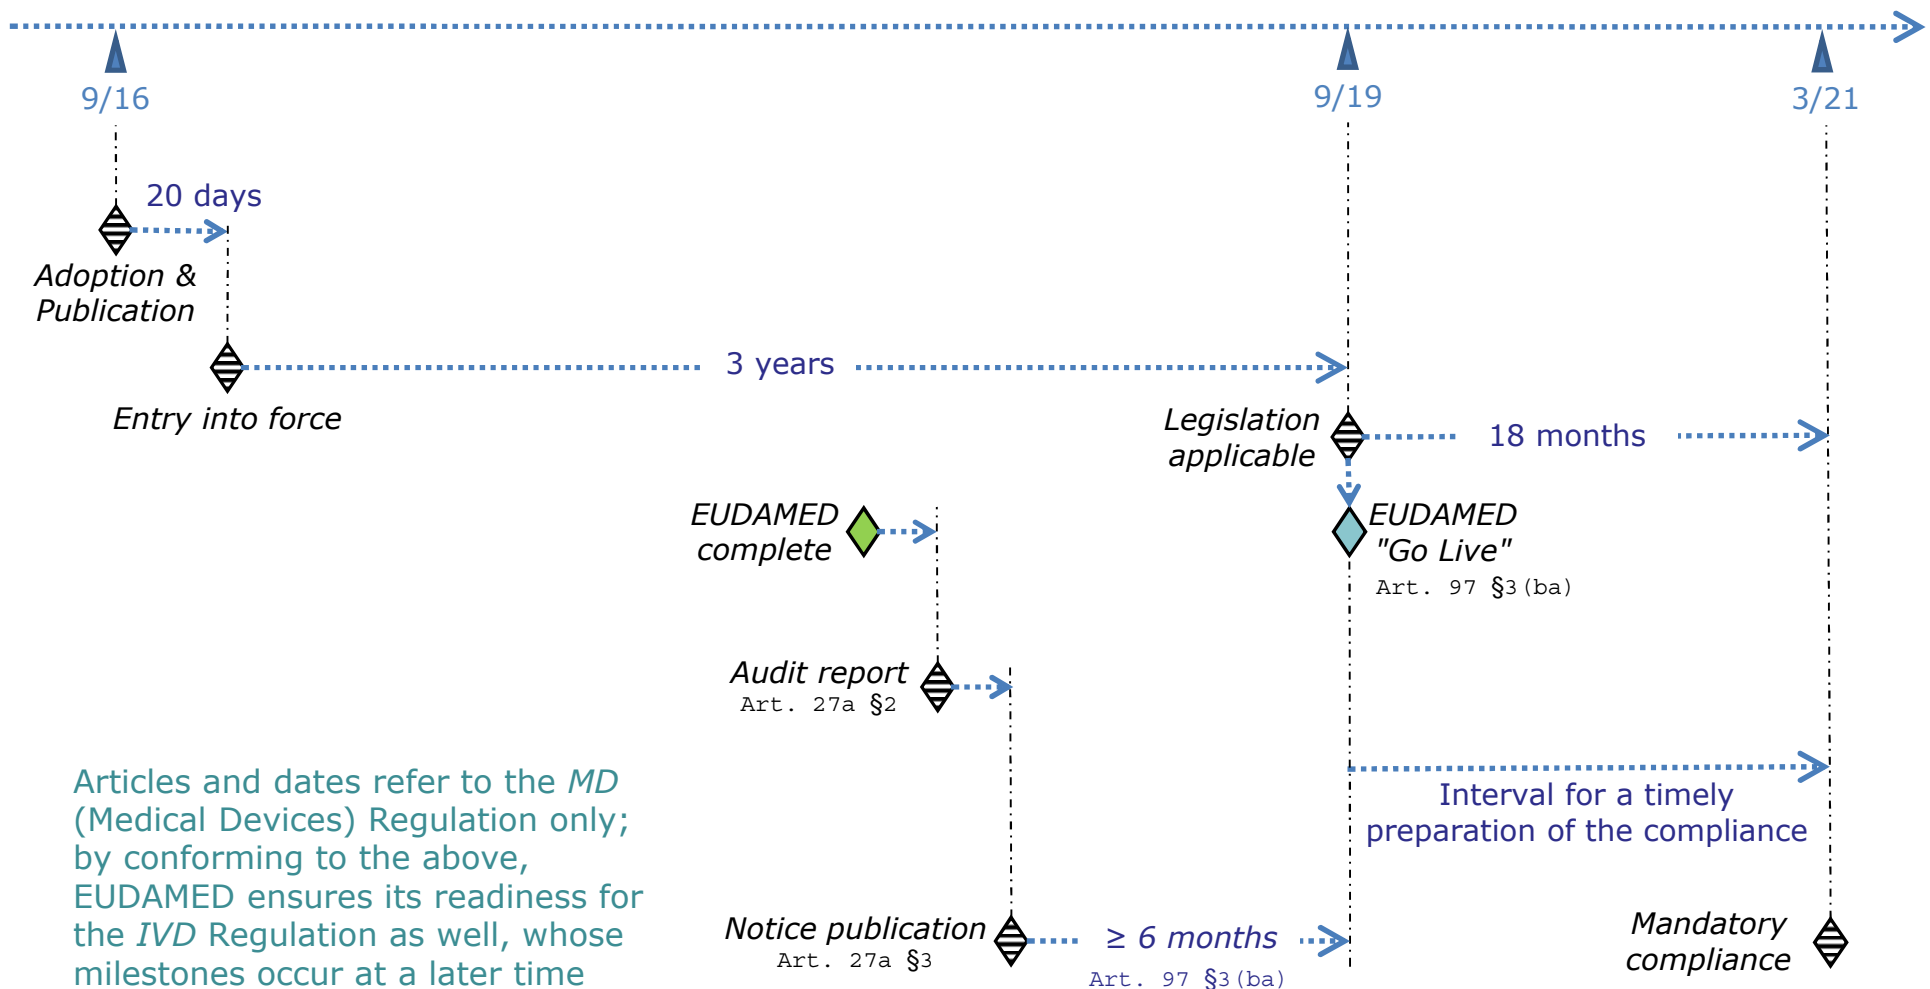 9/16
9/19
3/21
20 days
Adoption &
Publication
3 years
Entry into force
Legislation
applicable
18 months
EUDAMED
complete
EUDAMED
"Go Live"
Art. 97 §3(ba)
Audit report
Art. 27a §2
Articles and dates refer to the MD
(Medical Devices) Regulation only;
by conforming to the above,
EUDAMED ensures its readiness for
the IVD Regulation as well, whose
milestones occur at a later time
Interval for a timely
preparation of the compliance
Notice publication
Art. 27a §3
≥ 6 months
Art. 97 §3(ba)
Mandatory
compliance